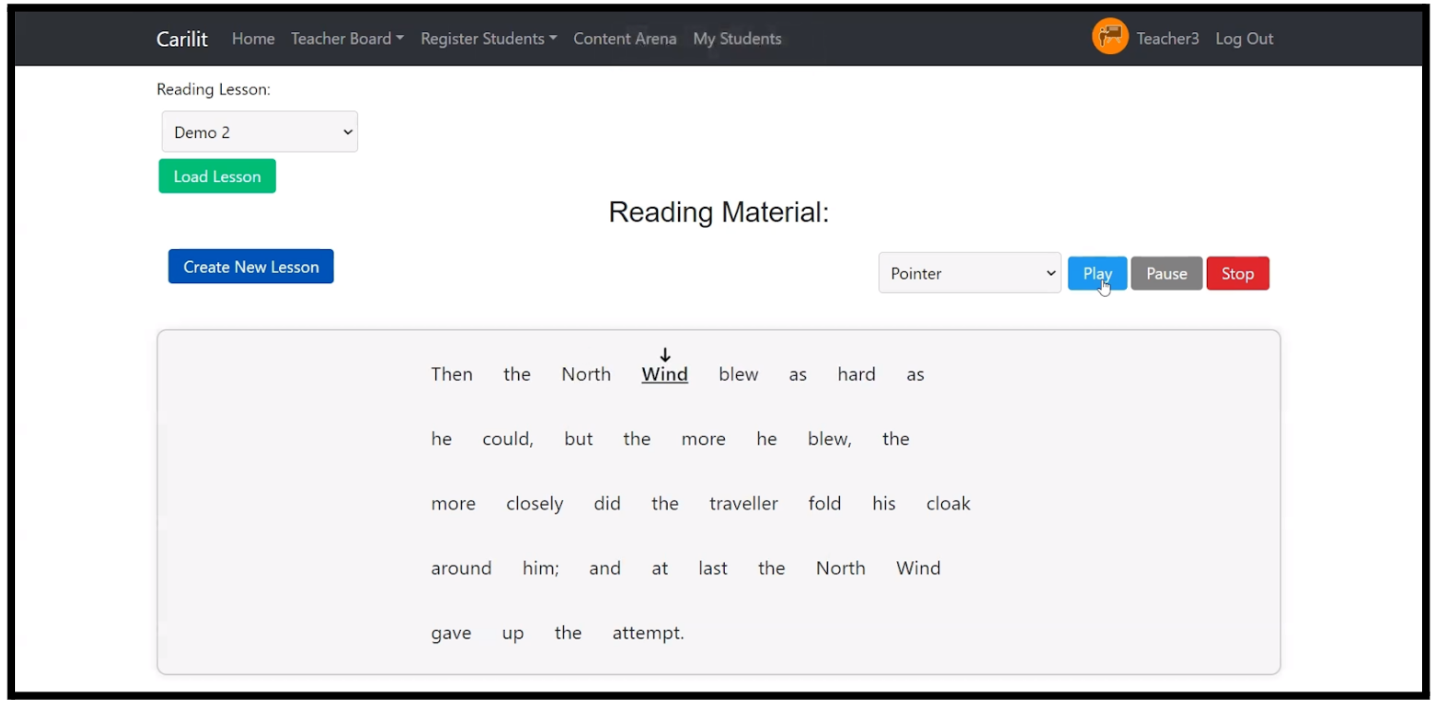 Carilit Home Teacher Board Register Students Content Arena My Students Teacher3 Log Out
Reading Lesson:
Demo 2
Load Lesson
Reading Material:
Create New Lesson
Pointer Play Pause Stop
Then the North Wind blew as hard as
he could, but the more he blew, the
more closely did the traveller fold his cloak
around him; and at last the North Wind
gave up the attempt.